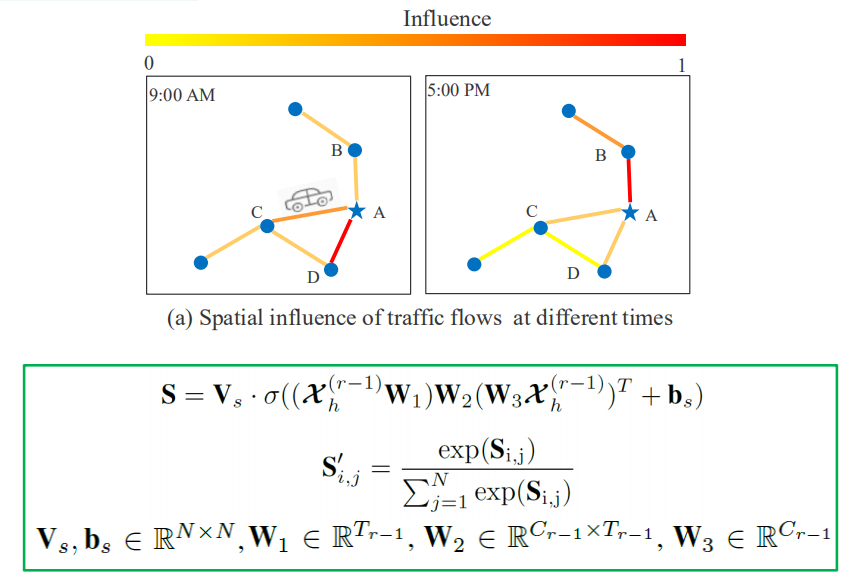 Influence
0 1
9:00 AM
B
C
A
D
5:00 PM
B
C
A
D
(a) Spatial influence of traffic flows at different times
𝐒 = 𝐕_s · σ((𝓧_h^{(r−1)}𝐖_1)𝐖_2(𝐖_3𝓧_h^{(r−1)})^T + 𝐛_s)
𝐒′_{i,j} = exp(𝐒_{i,j}) / ∑_{j=1}^{N} exp(𝐒_{i,j})
𝐕_s, 𝐛_s ∈ ℝ^{N×N}, 𝐖_1 ∈ ℝ^{T_{r−1}}, 𝐖_2 ∈ ℝ^{C_{r−1}×T_{r−1}}, 𝐖_3 ∈ ℝ^{C_{r−1}}